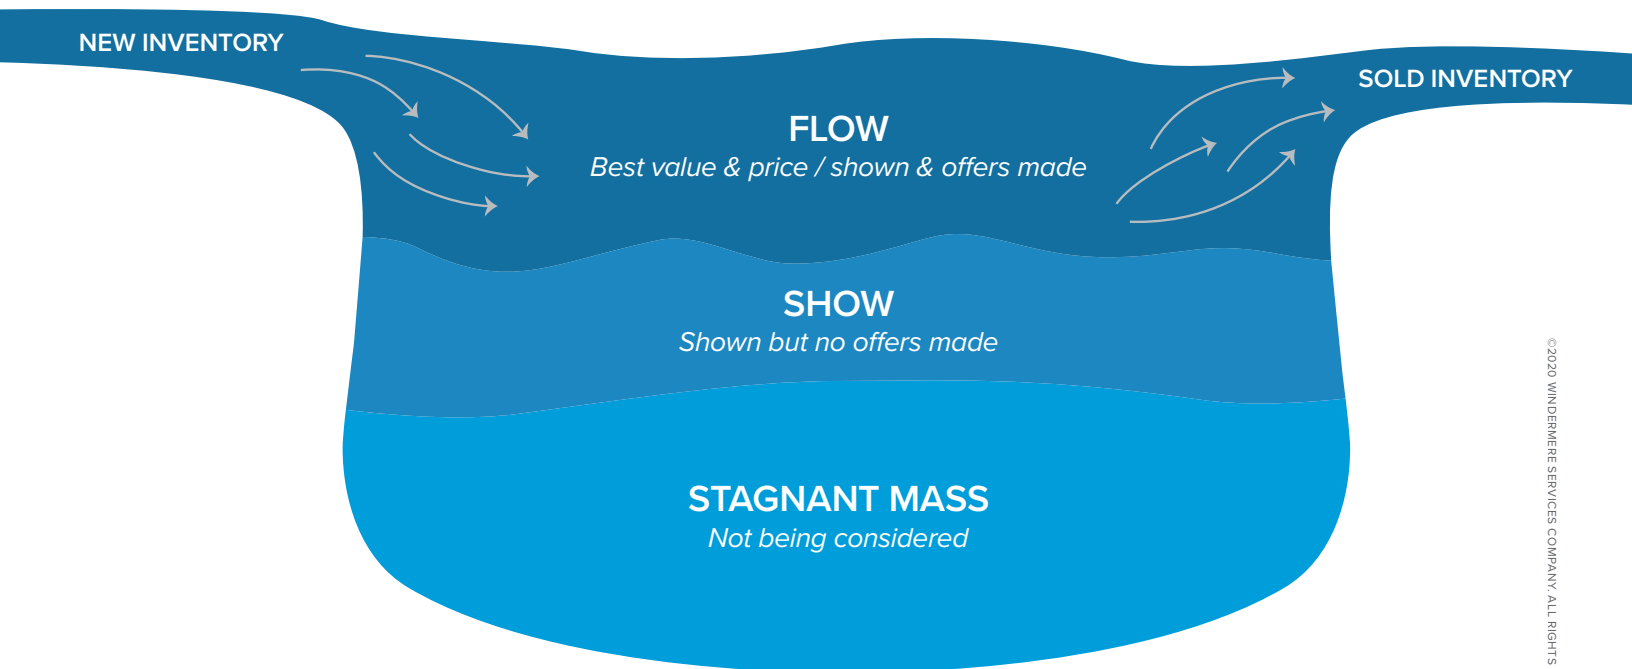 NEW INVENTORY
SOLD INVENTORY
FLOW
Best value & price / shown & offers made
SHOW
Shown but no offers made
STAGNANT MASS
Not being considered
©2020 WINDERMERE SERVICES COMPANY. ALL RIGHTS